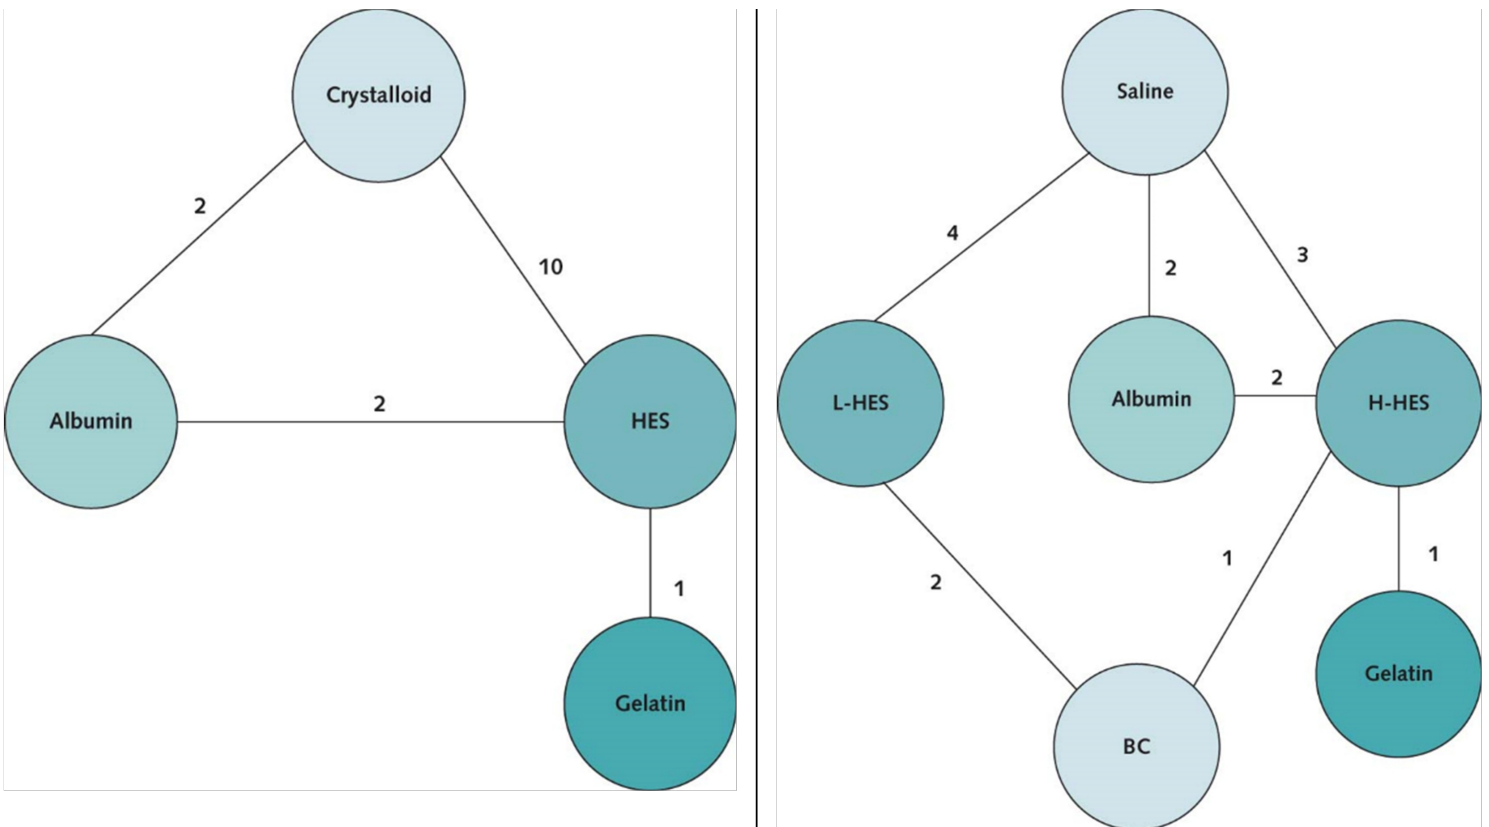 Crystalloid
2
10
Albumin
2
HES
1
Gelatin
Saline
4
2
3
L-HES
Albumin
2
H-HES
2
1
1
Gelatin
BC